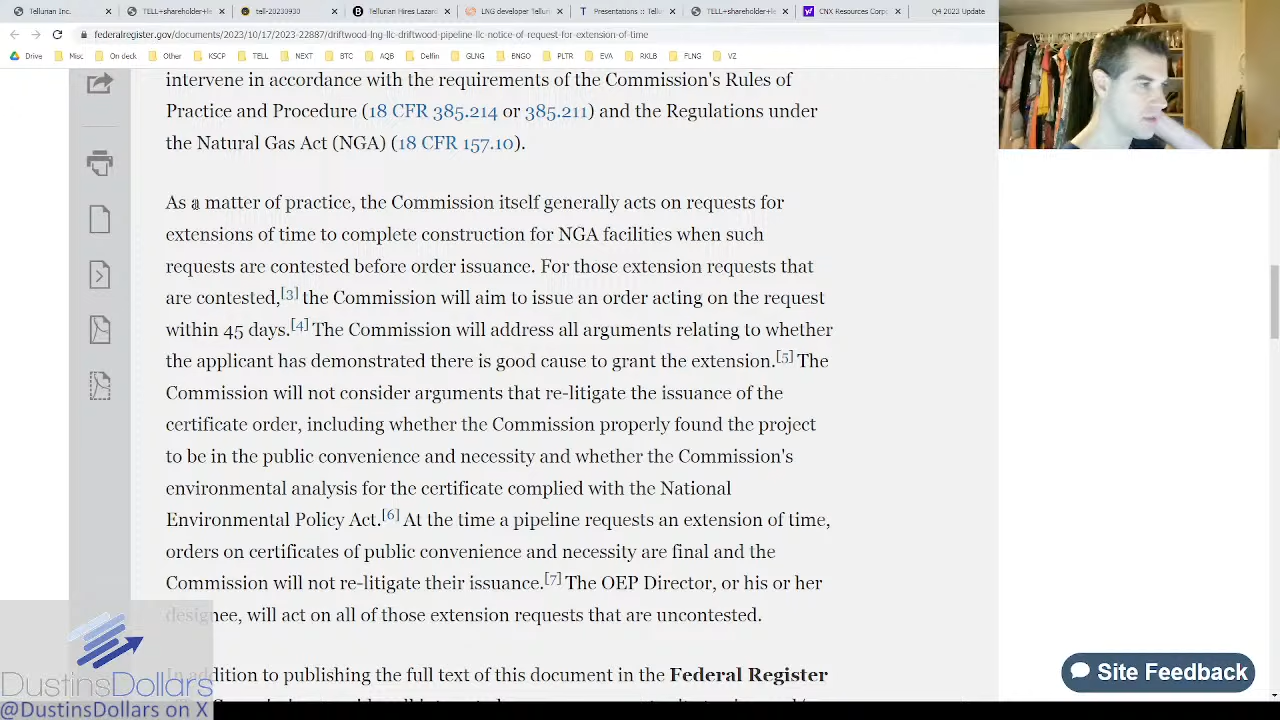 Tellurian Inc.
TELL+shareholder+le
tell-20230930
Tellurian Hires Lazard
LNG developer Telluri
Presentations :: Tellu
TELL+shareholder+le
CNX Resources Corpor
Q4 2023 Update
federalregister.gov/documents/2023/10/17/2023-22887/driftwood-lng-llc-driftwood-pipeline-llc-notice-of-request-for-extension-of-time
Drive Misc On deck Other KSCP TELL NEXT BTC AQB Delfin BNGO PLTR EVA RKLB FLNG VZ
intervene in accordance with the requirements of the Commission's Rules of
Practice and Procedure (18 CFR 385.214 or 385.211) and the Regulations under
the Natural Gas Act (NGA) (18 CFR 157.10).
As a matter of practice, the Commission itself generally acts on requests for
extensions of time to complete construction for NGA facilities when such
requests are contested before order issuance. For those extension requests that
are contested,[3] the Commission will aim to issue an order acting on the request
within 45 days.[4] The Commission will address all arguments relating to whether
the applicant has demonstrated there is good cause to grant the extension.[5] The
Commission will not consider arguments that re-litigate the issuance of the
certificate order, including whether the Commission properly found the project
to be in the public convenience and necessity and whether the Commission's
environmental analysis for the certificate complied with the National
Environmental Policy Act.[6] At the time a pipeline requests an extension of time,
orders on certificates of public convenience and necessity are final and the
Commission will not re-litigate their issuance.[7] The OEP Director, or his or her
designee, will act on all of those extension requests that are uncontested.
In addition to publishing the full text of this document in the Federal Register
Site Feedback
DustinsDollars
@DustinsDollars on X